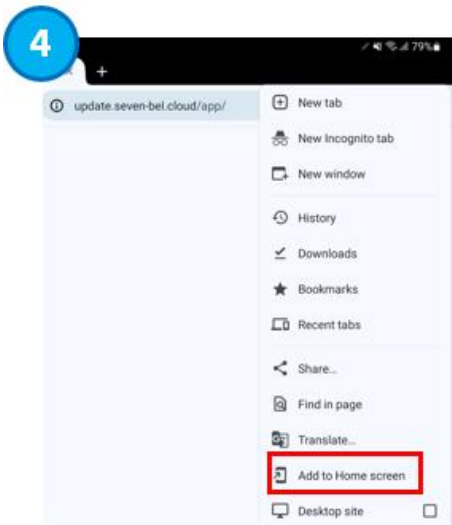 4
79%
+
update.seven-bel.cloud/app/
New tab
New Incognito tab
New window
History
Downloads
Bookmarks
Recent tabs
Share...
Find in page
Translate...
Add to Home screen
Desktop site